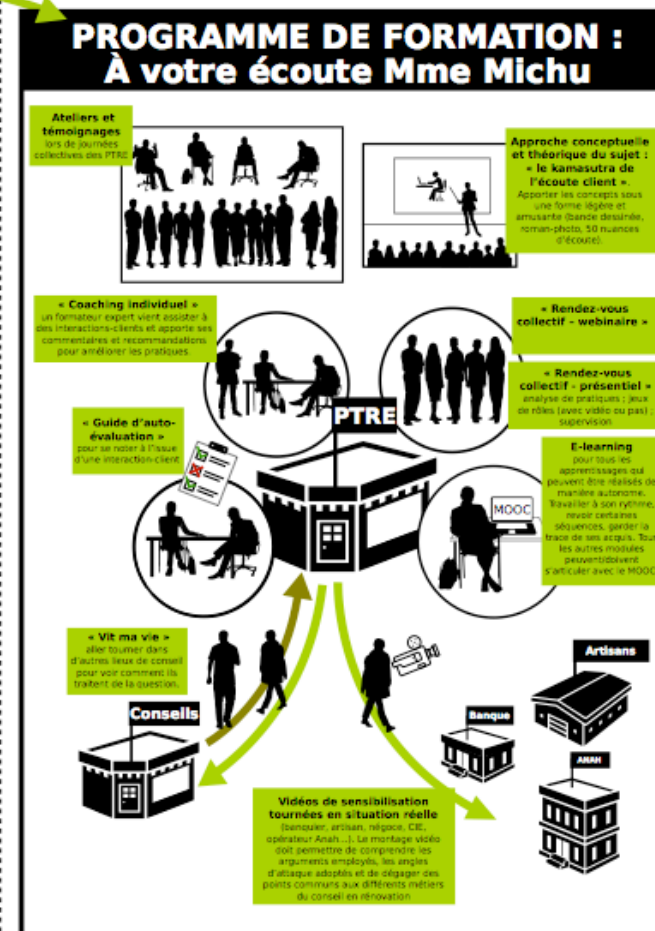 PROGRAMME DE FORMATION :
À votre écoute Mme Michu
Ateliers et
témoignages
lors de journées
collectives des PTRE
Approche conceptuelle
et théorique du sujet :
« le kamasutra de
l'écoute client ».
Apporter les concepts sous
une forme légère et
amusante (bande dessinée,
roman-photo, 50 nuances
d'écoute).
« Coaching individuel »
un formateur expert vient assister à
des interactions-clients et apporte ses
commentaires et recommandations
pour améliorer les pratiques.
« Rendez-vous
collectif – webinaire »
« Rendez-vous
collectif - présentiel »
analyse de pratiques ; jeux
de rôles (avec vidéo ou pas) ;
supervision
PTRE
« Guide d'auto-
évaluation »
pour se noter à l'issue
d'une interaction-client
E-learning
pour tous les
apprentissages qui
peuvent être réalisés de
manière autonome.
Travailler à son rythme,
revoir certaines
séquences, garder la
trace de ses acquis. Tous
les autres modules
peuvent/doivent
s'articuler avec le MOOC
MOOC
« Vit ma vie »
aller tourner dans
d'autres lieux de conseil
pour voir comment ils
traitent de la question.
Artisans
Conseils
Banque
ANAH
Vidéos de sensibilisation
tournées en situation réelle
(banquier, artisan, négoce, CIE,
opérateur Anah...). Le montage vidéo
doit permettre de comprendre les
arguments employés, les angles
d'attaque adoptés et de dégager des
points communs aux différents métiers
du conseil en rénovation